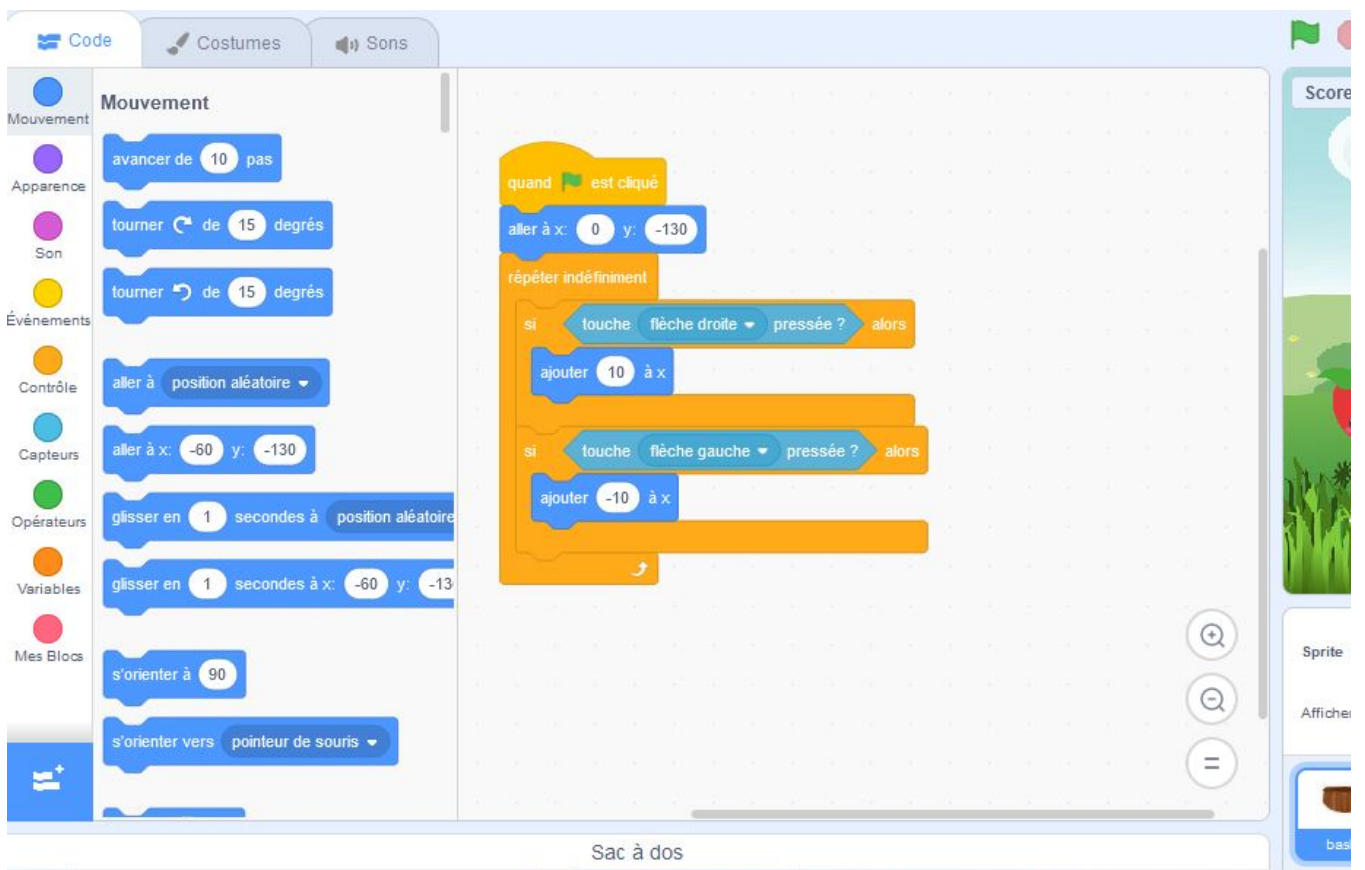 Code
Costumes
Sons
Mouvement
Apparence
Son
Événements
Contrôle
Capteurs
Opérateurs
Variables
Mes Blocs
Mouvement
avancer de 10 pas
tourner de 15 degrés
tourner de 15 degrés
aller à position aléatoire
aller à x: -60 y: -130
glisser en 1 secondes à position aléatoire
glisser en 1 secondes à x: -60 y: -13
s'orienter à 90
s'orienter vers pointeur de souris
quand est cliqué
aller à x: 0 y: -130
répéter indéfiniment
si touche flèche droite pressée ? alors
ajouter 10 à x
si touche flèche gauche pressée ? alors
ajouter -10 à x
Score
Sprite
Afficher
bas
Sac à dos